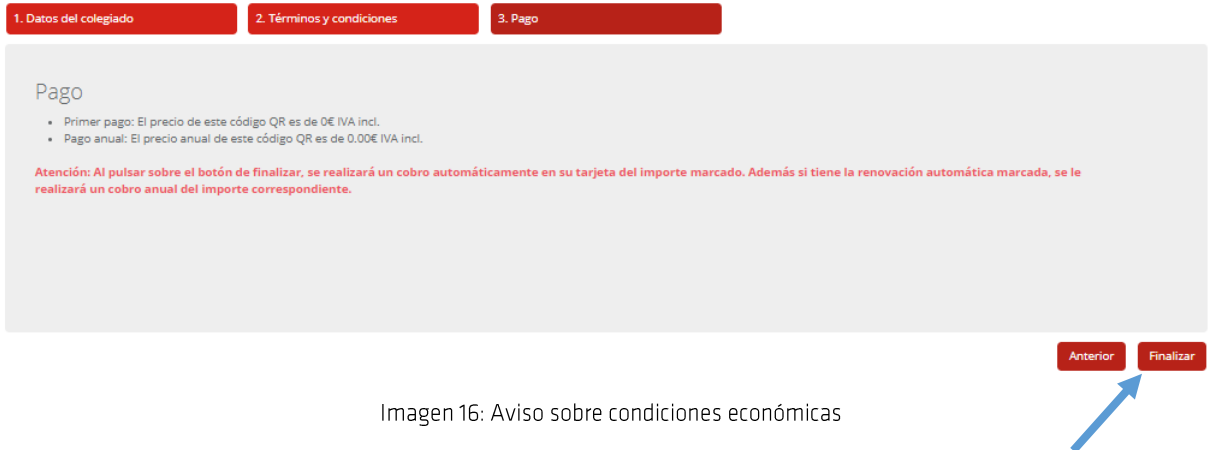 1. Datos del colegiado
2. Términos y condiciones
3. Pago
Pago
• Primer pago: El precio de este código QR es de 0€ IVA incl.
• Pago anual: El precio anual de este código QR es de 0.00€ IVA incl.
Atención: Al pulsar sobre el botón de finalizar, se realizará un cobro automáticamente en su tarjeta del importe marcado. Además si tiene la renovación automática marcada, se le
realizará un cobro anual del importe correspondiente.
Anterior
Finalizar
Imagen 16: Aviso sobre condiciones económicas